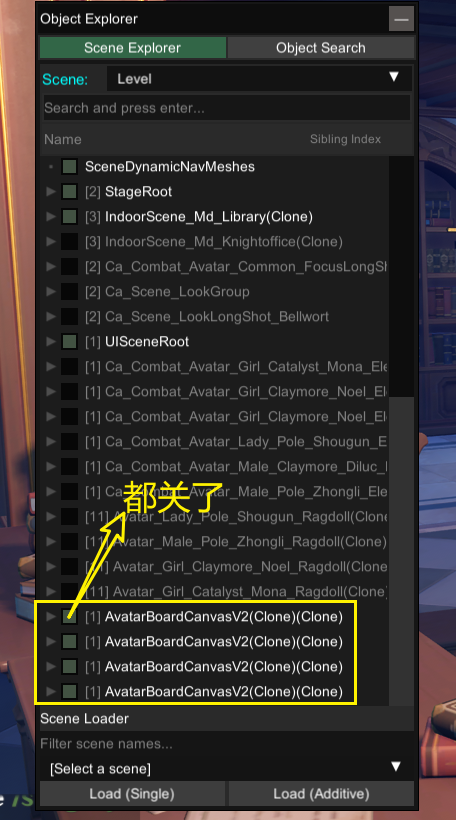 Object Explorer
Scene Explorer
Object Search
Scene:
Level
Search and press enter...
Name
Sibling Index
SceneDynamicNavMeshes
[2] StageRoot
[3] IndoorScene_Md_Library(Clone)
[3] IndoorScene_Md_Knightoffice(Clone)
[2] Ca_Combat_Avatar_Common_FocusLongSh
[2] Ca_Scene_LookGroup
[2] Ca_Scene_LookLongShot_Bellwort
[1] UISceneRoot
[1] Ca_Combat_Avatar_Girl_Catalyst_Mona_Ele
[1] Ca_Combat_Avatar_Girl_Claymore_Noel_El
[1] Ca_Combat_Avatar_Girl_Claymore_Noel_El
[1] Ca_Combat_Avatar_Lady_Pole_Shougun_E
[1] Ca_Combat_Avatar_Male_Claymore_Diluc_
[1] Ca_Combat_Avatar_Male_Pole_Zhongli_Ele
都关了
[11] Avatar_Lady_Pole_Shougun_Ragdoll(Clone
[11] Avatar_Male_Pole_Zhongli_Ragdoll(Clone)
[11] Avatar_Girl_Claymore_Noel_Ragdoll(Clone
[11] Avatar_Girl_Catalyst_Mona_Ragdoll(Clone)
[1] AvatarBoardCanvasV2(Clone)(Clone)
[1] AvatarBoardCanvasV2(Clone)(Clone)
[1] AvatarBoardCanvasV2(Clone)(Clone)
[1] AvatarBoardCanvasV2(Clone)(Clone)
Scene Loader
Filter scene names...
[Select a scene]
Load (Single)
Load (Additive)